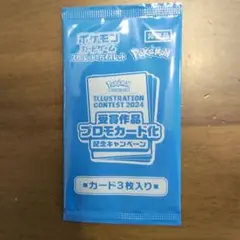 ポケモン
カードゲーム
スカーレット&バイオレット
Pokémon
ILLUSTRATION
CONTEST 2024
受賞作品
プロモカード化
記念キャンペーン
カード3枚入り